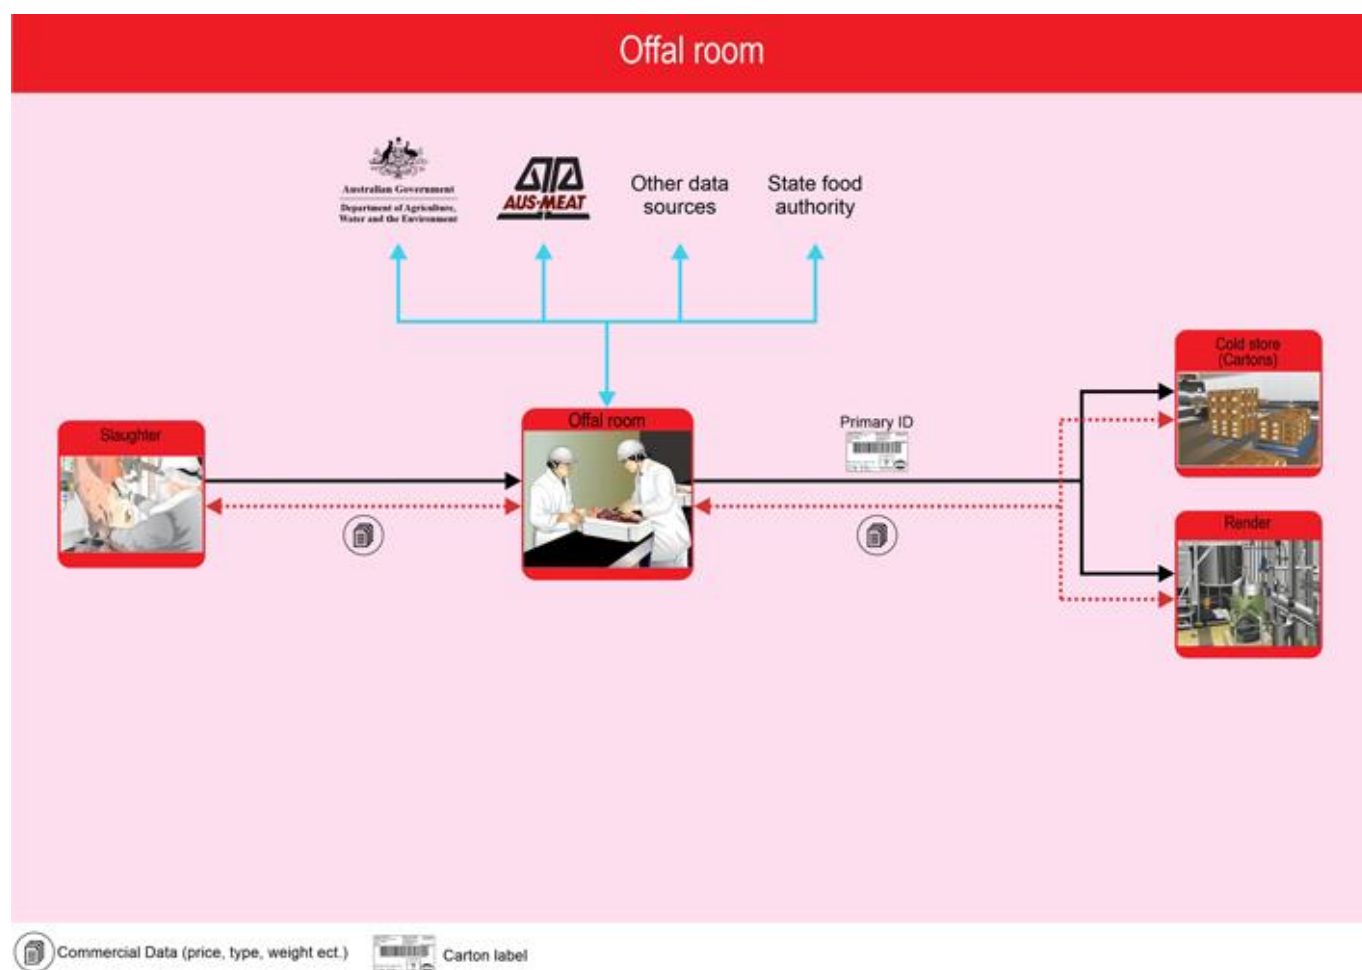 Offal room
Australian Government
Department of Agriculture,
Water and the Environment
AUS-MEAT
Other data
sources
State food
authority
Cold store
(Cartons)
Slaughter
Offal room
Primary ID
Render
Commercial Data (price, type, weight ect.)
Carton label